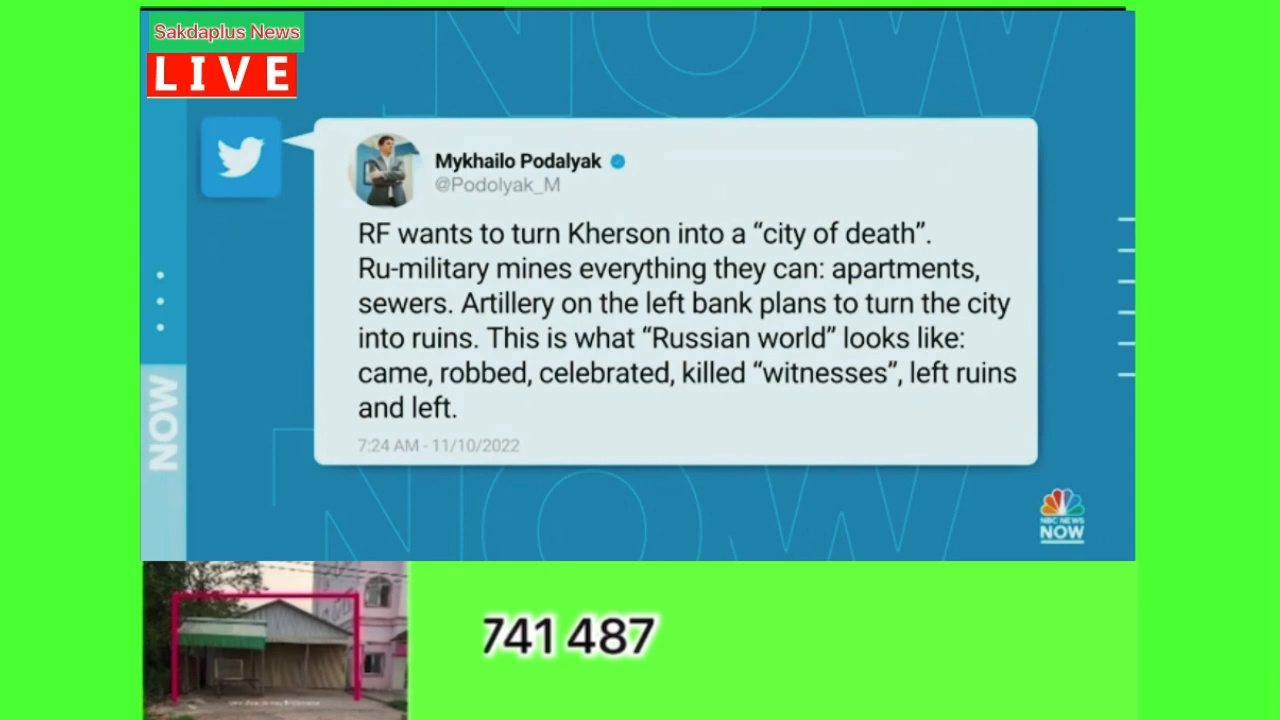 Sakdaplus News
LIVE
Mykhailo Podalyak
@Podolyak_M
RF wants to turn Kherson into a “city of death”.
Ru-military mines everything they can: apartments,
sewers. Artillery on the left bank plans to turn the city
into ruins. This is what “Russian world” looks like:
came, robbed, celebrated, killed “witnesses”, left ruins
and left.
7:24 AM - 11/10/2022
NOW
NOW
NOW
NBC NEWS
NOW
741 487